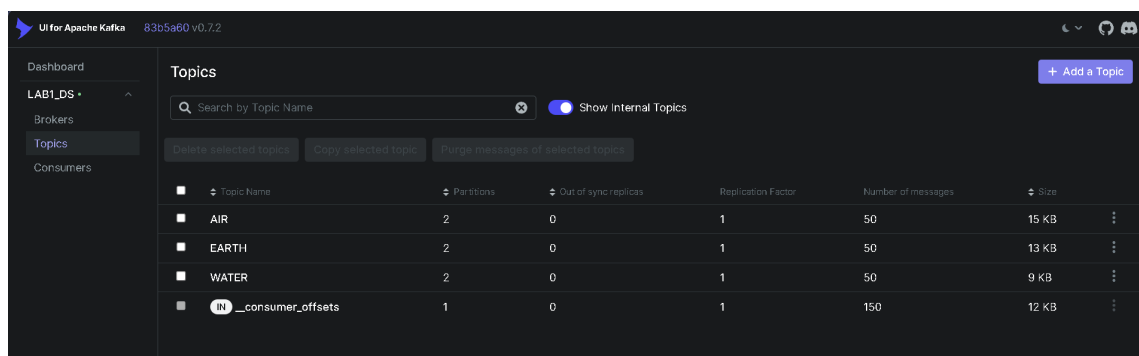 UI for Apache Kafka 83b5a60 v0.7.2
Dashboard
LAB1_DS
Brokers
Topics
Consumers
Topics
+ Add a Topic
Search by Topic Name
Show Internal Topics
Delete selected topics Copy selected topic Purge messages of selected topics
Topic Name Partitions Out of sync replicas Replication Factor Number of messages Size
AIR 2 0 1 50 15 KB
EARTH 2 0 1 50 13 KB
WATER 2 0 1 50 9 KB
IN __consumer_offsets 1 0 1 150 12 KB